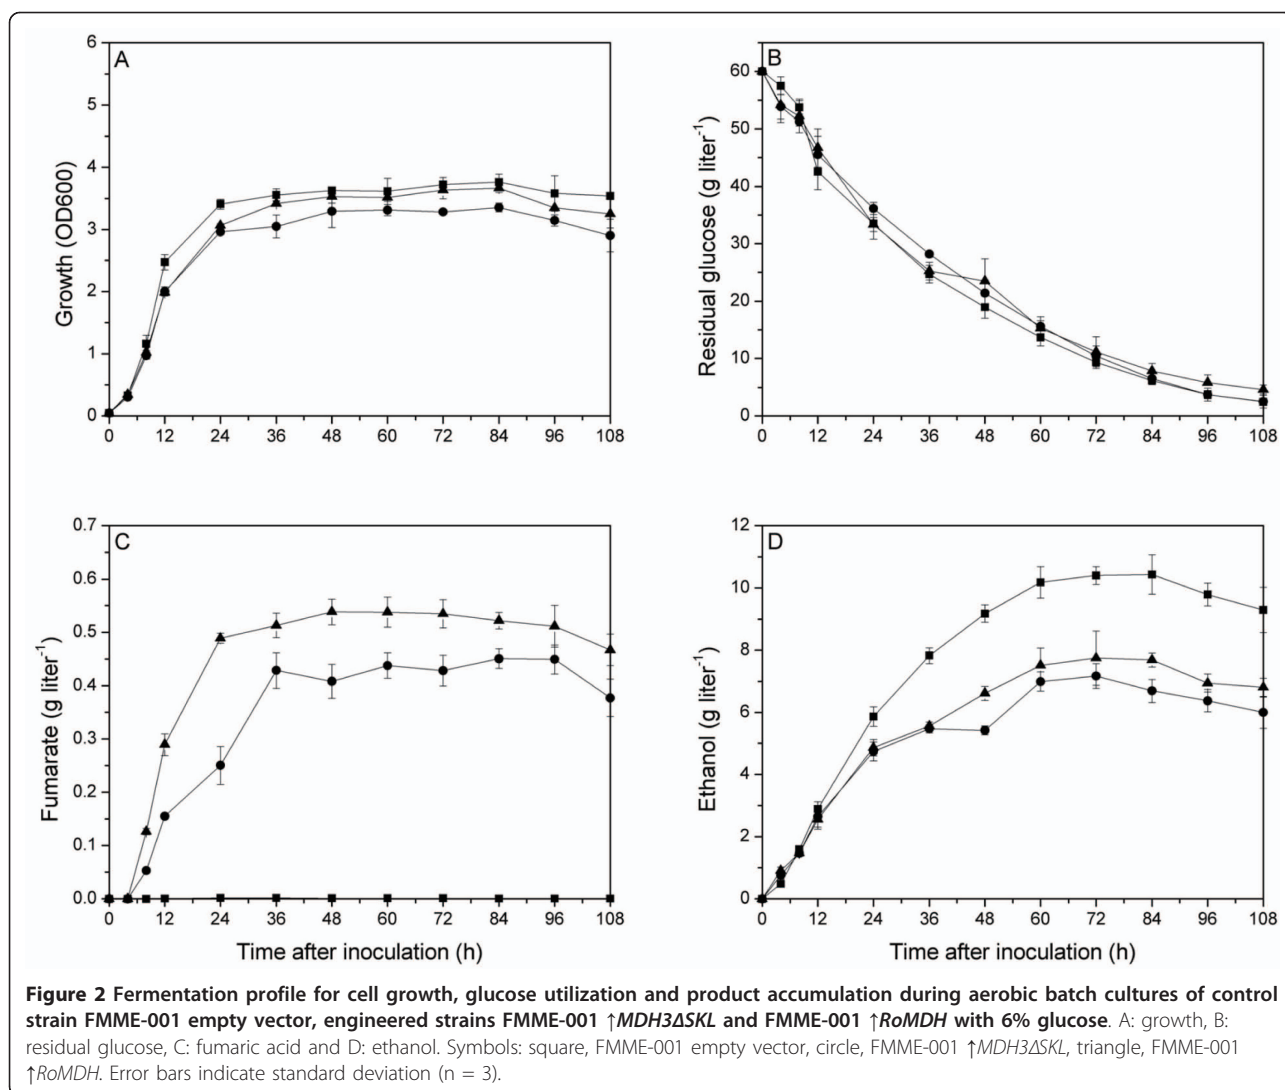 A
Growth (OD600)
6
5
4
3
2
1
0
0 12 24 36 48 60 72 84 96 108
B
Residual glucose (g liter⁻¹)
60
50
40
30
20
10
0
0 12 24 36 48 60 72 84 96 108
C
Fumarate (g liter⁻¹)
0.7
0.6
0.5
0.4
0.3
0.2
0.1
0.0
0 12 24 36 48 60 72 84 96 108
Time after inoculation (h)
D
Ethanol (g liter⁻¹)
12
10
8
6
4
2
0
0 12 24 36 48 60 72 84 96 108
Time after inoculation (h)
Figure 2 Fermentation profile for cell growth, glucose utilization and product accumulation during aerobic batch cultures of control
strain FMME-001 empty vector, engineered strains FMME-001 ↑MDH3ΔSKL and FMME-001 ↑RoMDH with 6% glucose. A: growth, B:
residual glucose, C: fumaric acid and D: ethanol. Symbols: square, FMME-001 empty vector, circle, FMME-001 ↑MDH3ΔSKL, triangle, FMME-001
↑RoMDH. Error bars indicate standard deviation (n = 3).